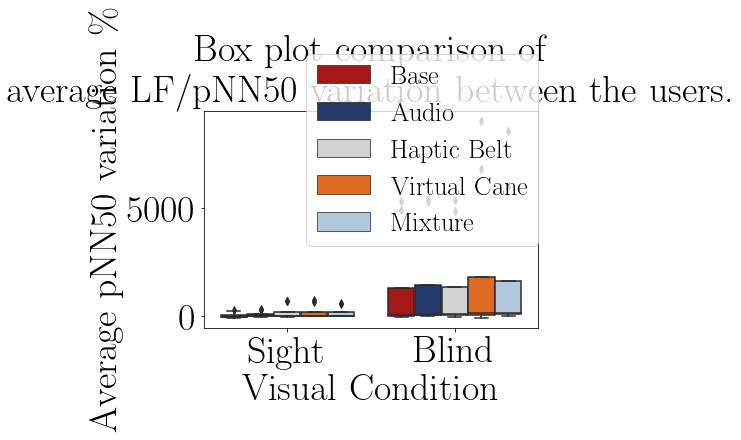 Box plot comparison of
average LF/pNN50 variation between the users.
Average pNN50 variation %
5000
0
Base
Audio
Haptic Belt
Virtual Cane
Mixture
Sight
Blind
Visual Condition